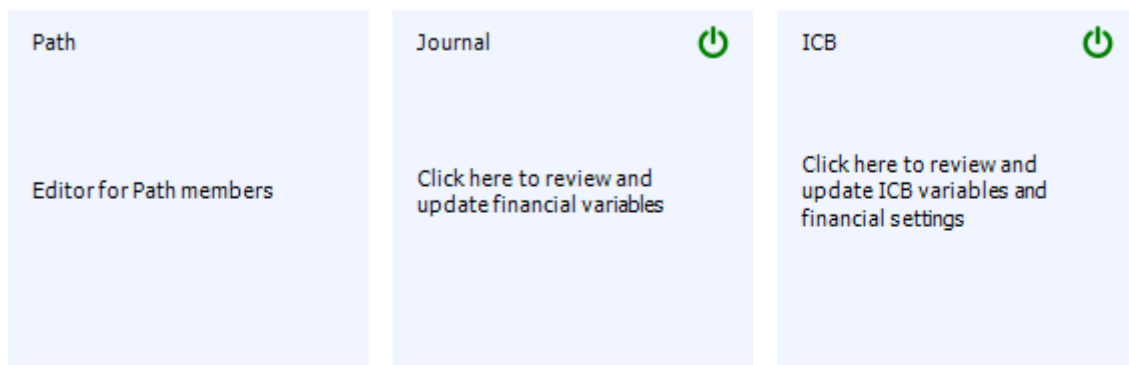 Path
Editor for Path members
Journal
Click here to review and
update financial variables
ICB
Click here to review and
update ICB variables and
financial settings